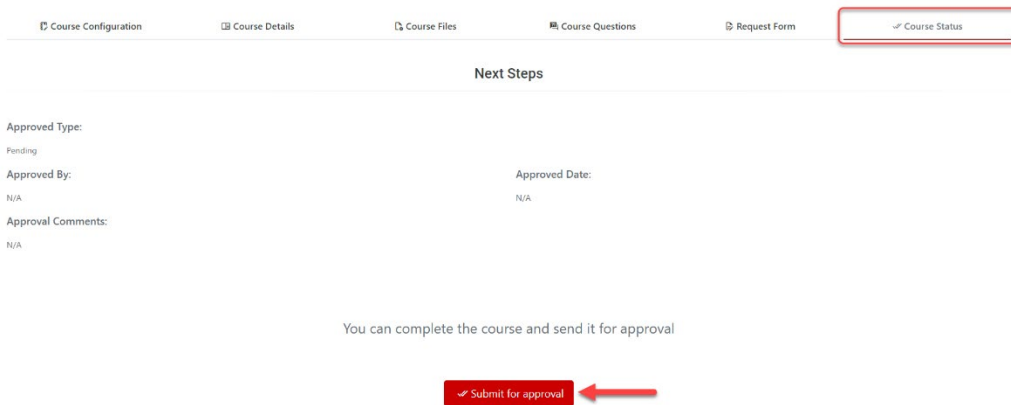 Course Configuration Course Details Course Files Course Questions Request Form Course Status
Next Steps
Approved Type:
Pending
Approved By: Approved Date:
N/A N/A
Approval Comments:
N/A
You can complete the course and send it for approval
Submit for approval